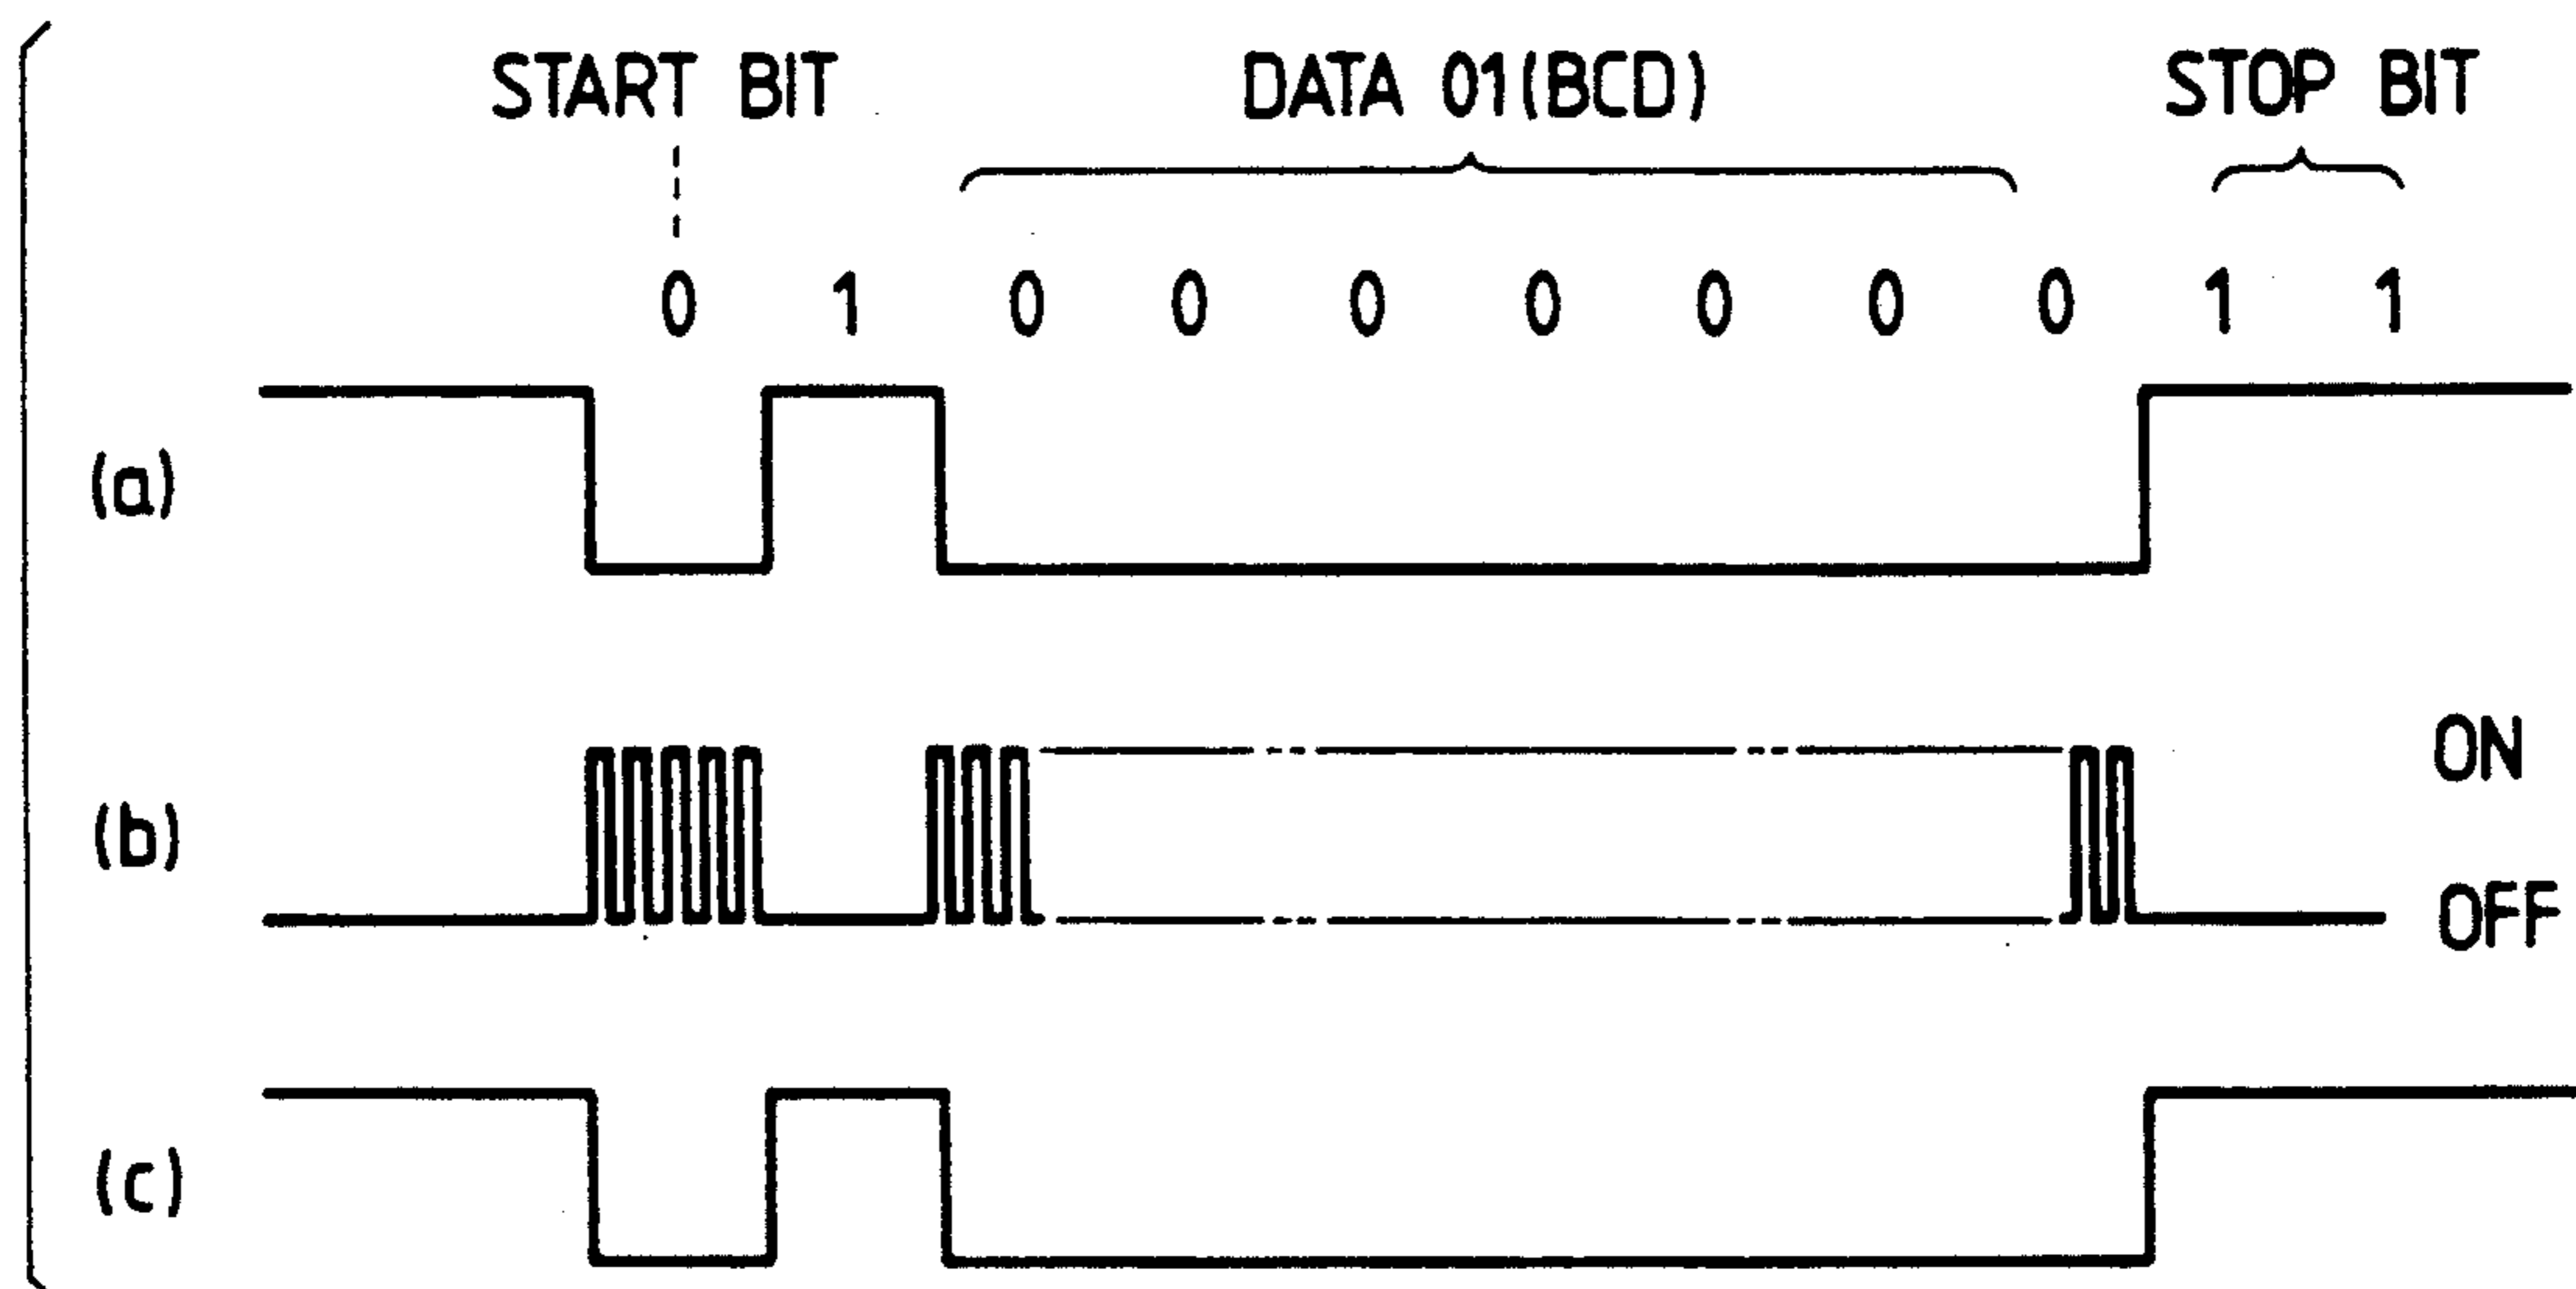 START BIT DATA 01(BCD) STOP BIT
0 1 0 0 0 0 0 0 0 1 1
(a)
(b) ON
OFF
(c)